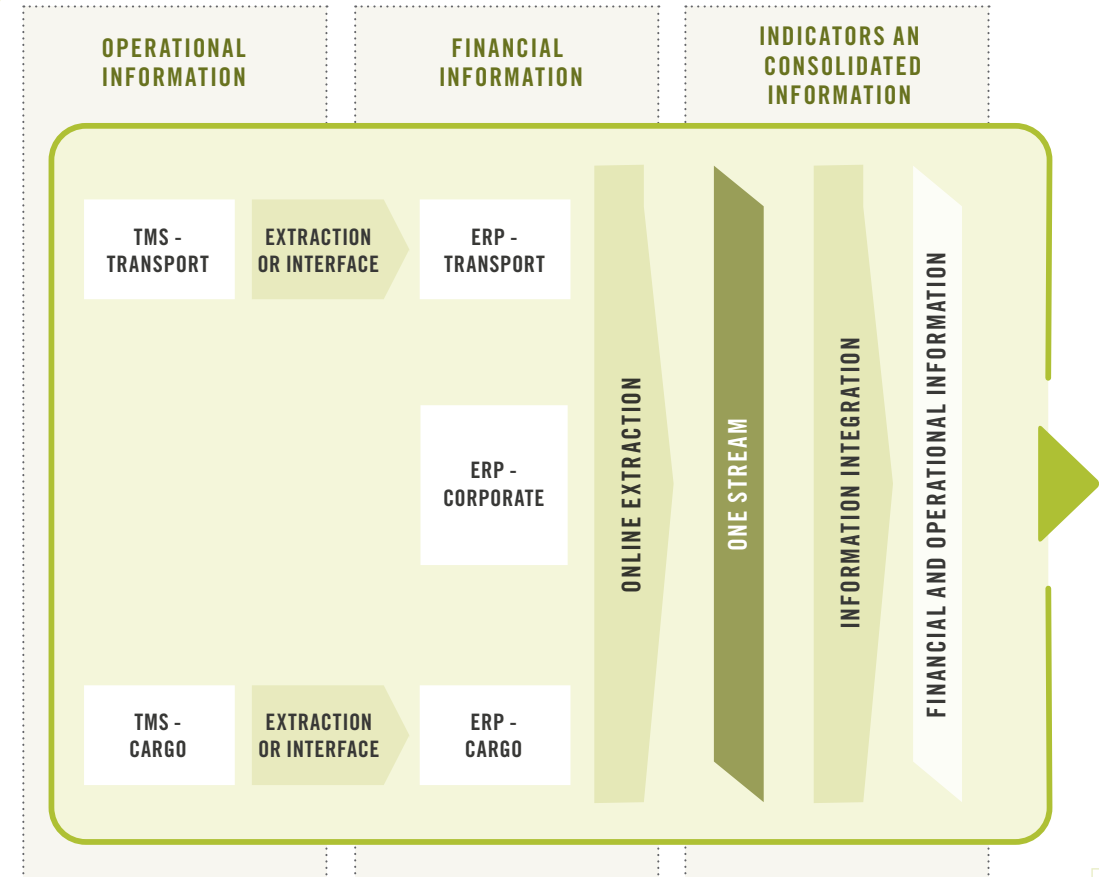 OPERATIONAL
INFORMATION
FINANCIAL
INFORMATION
INDICATORS AN
CONSOLIDATED
INFORMATION
TMS -
TRANSPORT
EXTRACTION
OR INTERFACE
ERP -
TRANSPORT
ERP -
CORPORATE
TMS -
CARGO
EXTRACTION
OR INTERFACE
ERP -
CARGO
ONLINE EXTRACTION
ONE STREAM
INFORMATION INTEGRATION
FINANCIAL AND OPERATIONAL INFORMATION